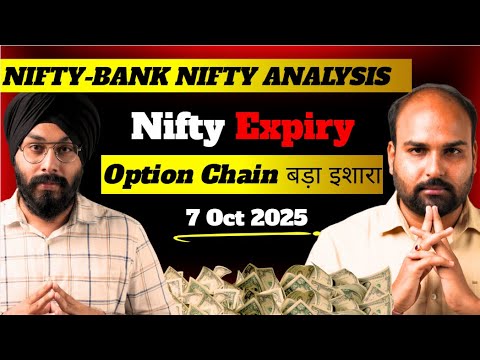 NIFTY-BANK NIFTY ANALYSIS
Nifty Expiry
Option Chain बड़ा इशारा
7 Oct 2025